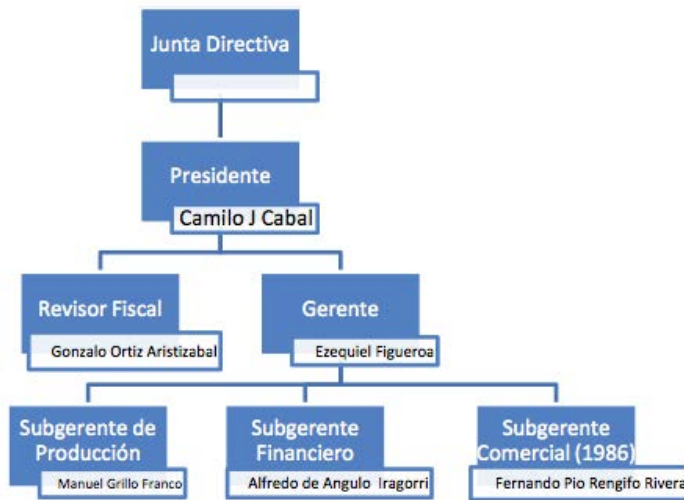 Junta Directiva
Presidente
Camilo J Cabal
Revisor Fiscal
Gonzalo Ortiz Aristizabal
Gerente
Ezequiel Figueroa
Subgerente de
Producción
Manuel Grillo Franco
Subgerente
Financiero
Alfredo de Angulo Iragorri
Subgerente
Comercial (1986)
Fernando Pio Rengifo Rivera